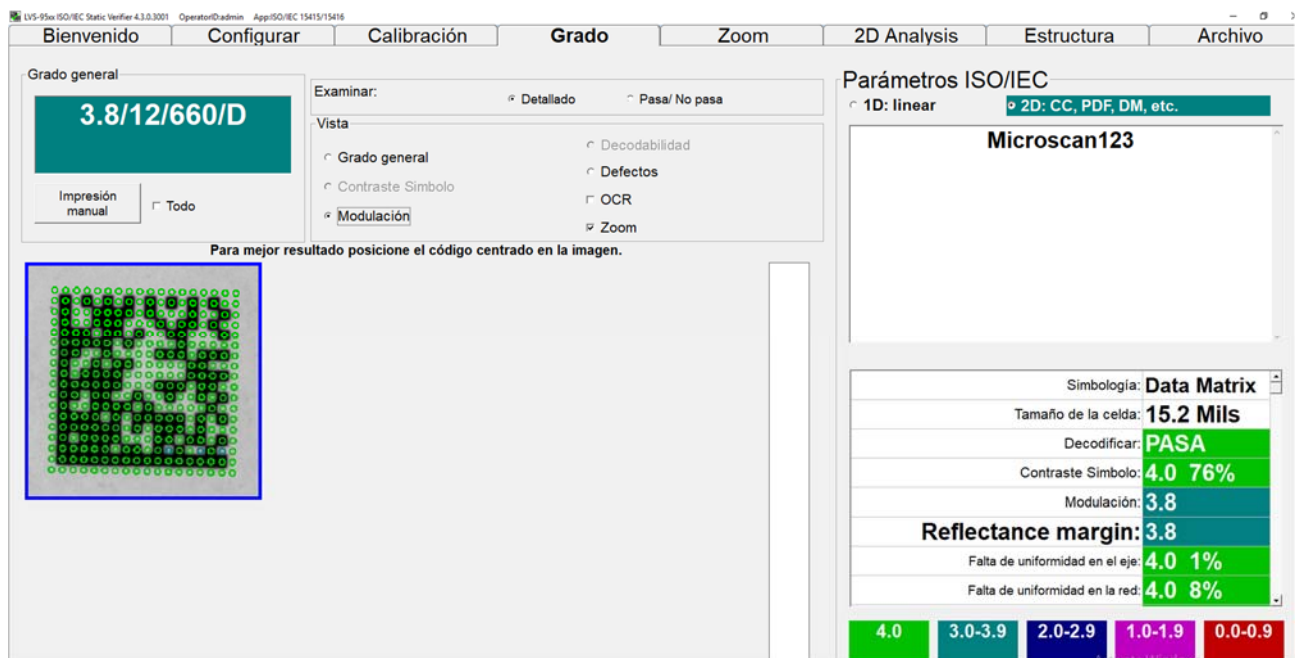 LVS-95xx ISO/IEC Static Verifier 4.3.0.3001 OperatorID:admin App:ISO/IEC 15415/15416
Bienvenido Configurar Calibración Grado Zoom 2D Analysis Estructura Archivo
Grado general
3.8/12/660/D
Impresión
manual
Todo
Examinar:
Detallado
Pasa/ No pasa
Vista
Grado general
Contraste Simbolo
Modulación
Decodabilidad
Defectos
OCR
Zoom
Para mejor resultado posicione el código centrado en la imagen.
Parámetros ISO/IEC
1D: linear
2D: CC, PDF, DM, etc.
Microscan123
Simbología: Data Matrix
Tamaño de la celda: 15.2 Mils
Decodificar: PASA
Contraste Simbolo: 4.0 76%
Modulación: 3.8
Reflectance margin: 3.8
Falta de uniformidad en el eje: 4.0 1%
Falta de uniformidad en la red: 4.0 8%
4.0 3.0-3.9 2.0-2.9 1.0-1.9 0.0-0.9